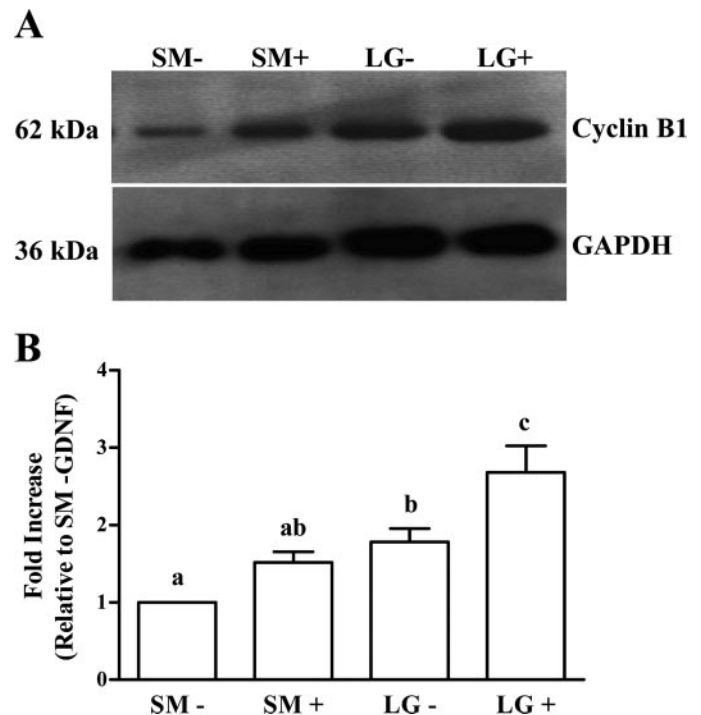 A
SM- SM+ LG- LG+
62 kDa Cyclin B1
36 kDa GAPDH
B
Fold Increase
(Relative to SM -GDNF)
4
3
2
1
0
a
ab
b
c
SM - SM + LG - LG +